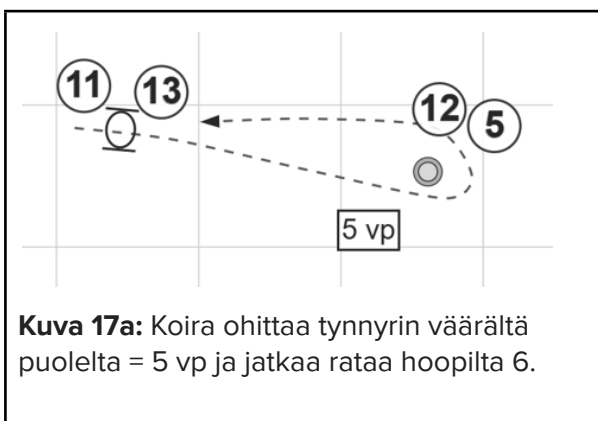 11 13 12 5
5 vp
Kuva 17a: Koira ohittaa tynnyrin väärältä
puolelta = 5 vp ja jatkaa rataa hoopilta 6.